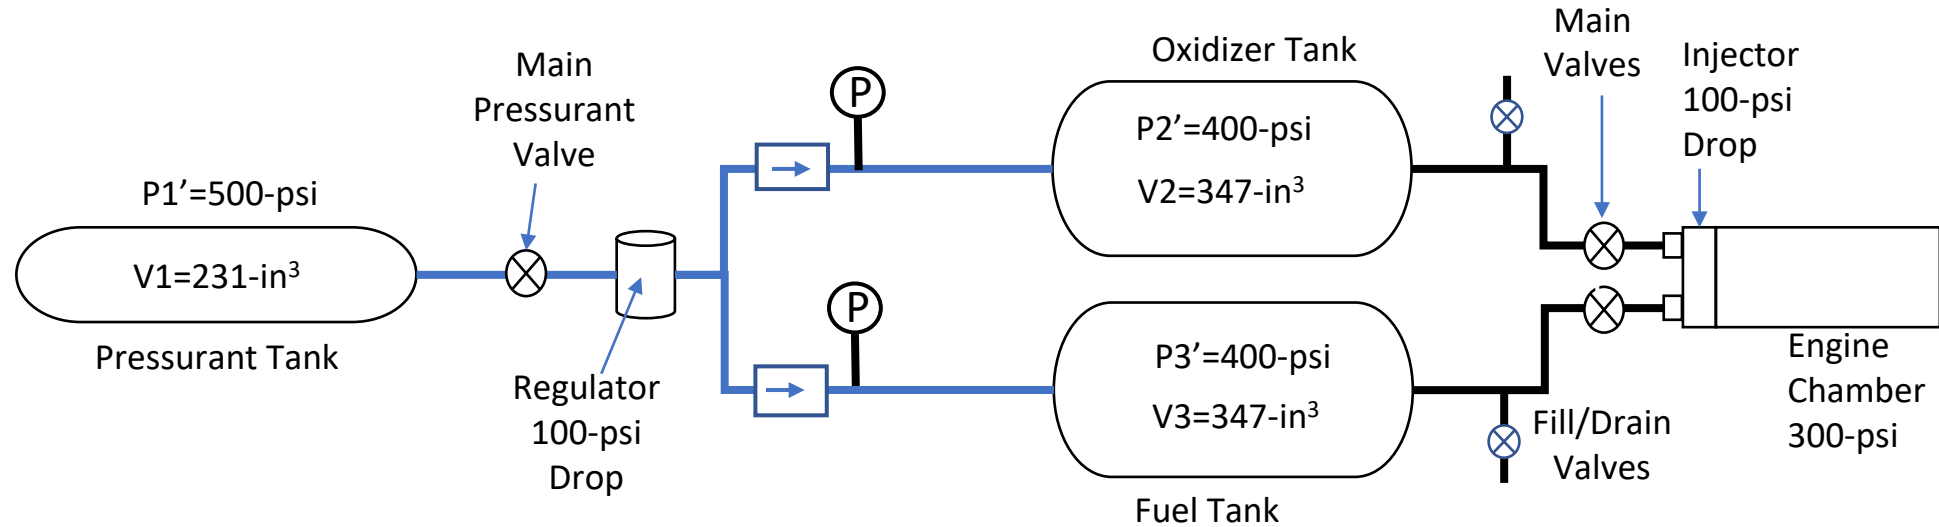 P1’=500-psi
V1=231-in³
Pressurant Tank
Main
Pressurant
Valve
Regulator
100-psi
Drop
P
P
Oxidizer Tank
P2’=400-psi
V2=347-in³
P3’=400-psi
V3=347-in³
Fuel Tank
Main
Valves
Injector
100-psi
Drop
Fill/Drain
Valves
Engine
Chamber
300-psi